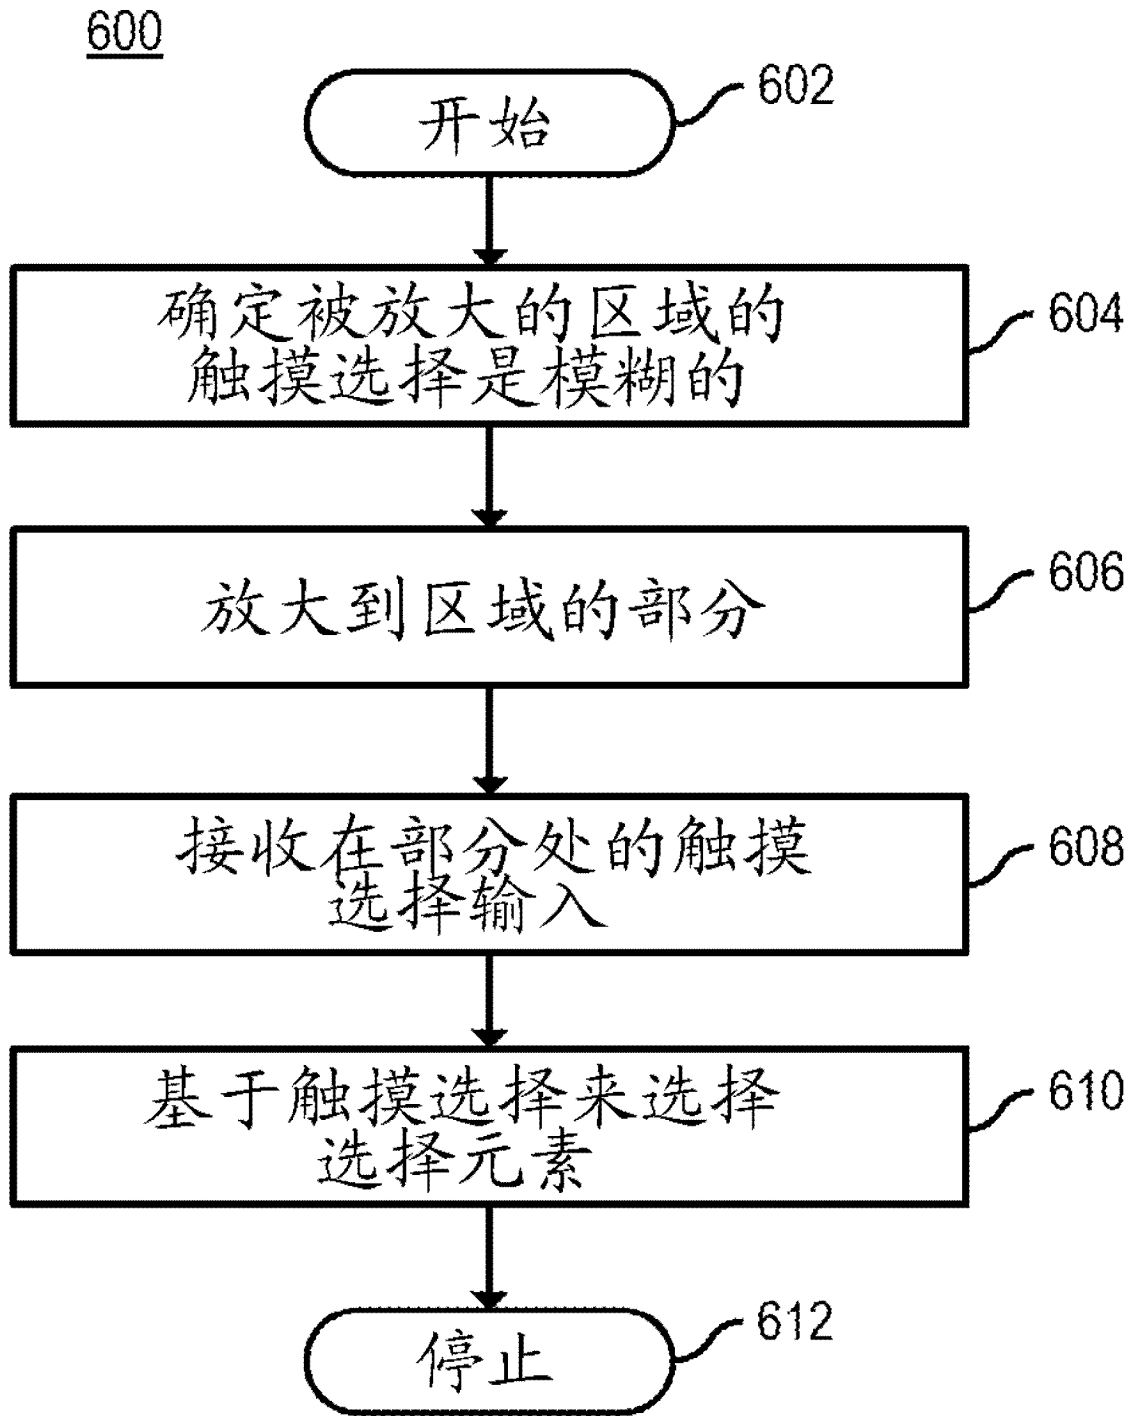 600
开始
602
确定被放大的区域的
触摸选择是模糊的
604
放大到区域的部分
606
接收在部分处的触摸
选择输入
608
基于触摸选择来选择
选择元素
610
停止
612